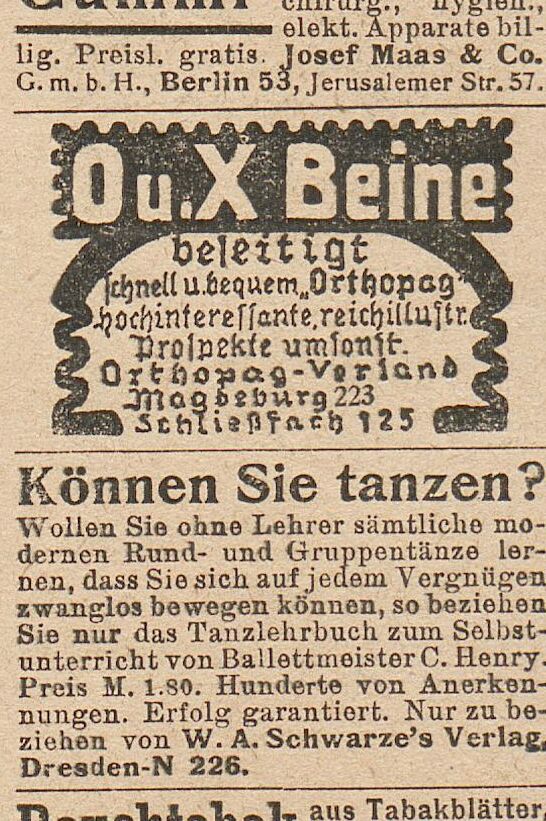 chirurg., hygien.,
elekt. Apparate bil-
lig. Preisl. gratis. Josef Maas & Co.
G. m. b. H., Berlin 53, Jerusalemer Str. 57.
O u. X Beine
beseitigt
schnell u. bequem „Orthopag“
hochinteressante, reichillustr.
Prospekte umsonst.
Orthopag-Versand
Magdeburg 223
Schließfach 125
Können Sie tanzen?
Wollen Sie ohne Lehrer sämtliche mo-
dernen Rund- und Gruppentänze ler-
nen, dass Sie sich auf jedem Vergnügen
zwanglos bewegen können, so beziehen
Sie nur das Tanzlehrbuch zum Selbst-
unterricht von Ballettmeister C. Henry.
Preis M. 1.80. Hunderte von Anerken-
nungen. Erfolg garantiert. Nur zu be-
ziehen von W. A. Schwarze's Verlag,
Dresden-N 226.
aus Tabakblätter,